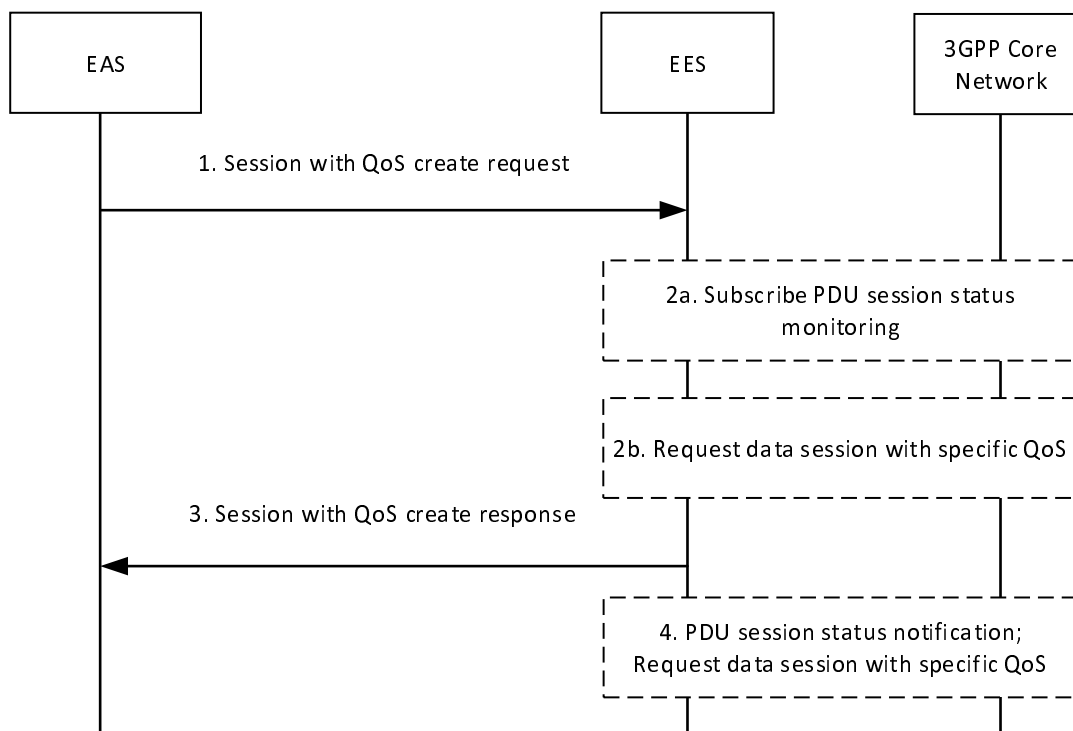 EAS
EES
3GPP Core
Network
1. Session with QoS create request
2a. Subscribe PDU session status
monitoring
2b. Request data session with specific QoS
3. Session with QoS create response
4. PDU session status notification;
Request data session with specific QoS